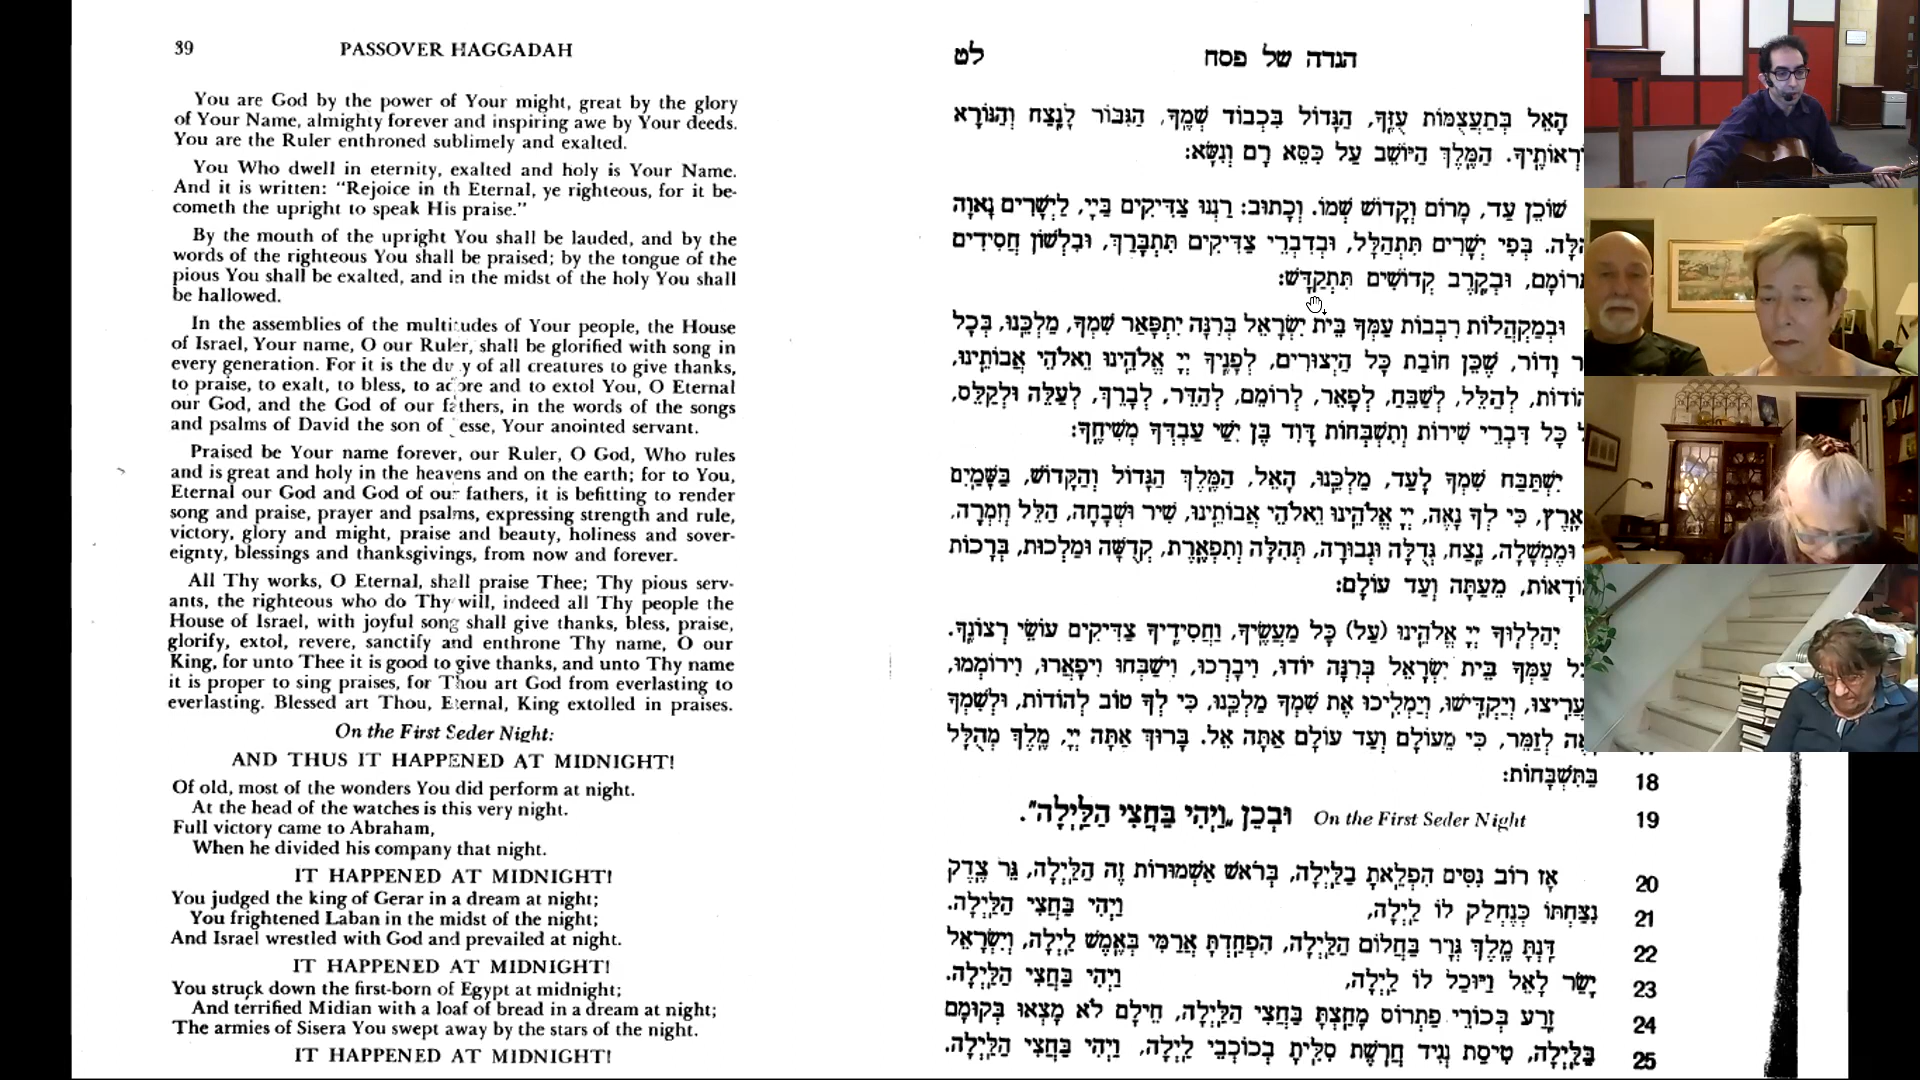 39
PASSOVER HAGGADAH
You are God by the power of Your might, great by the glory
of Your Name, almighty forever and inspiring awe by Your deeds.
You are the Ruler enthroned sublimely and exalted.
You Who dwell in eternity, exalted and holy is Your Name.
And it is written: "Rejoice in th Eternal, ye righteous, for it be-
cometh the upright to speak His praise."
By the mouth of the upright You shall be lauded, and by the
words of the righteous You shall be praised; by the tongue of the
pious You shall be exalted, and in the midst of the holy You shall
be hallowed.
In the assemblies of the multitudes of Your people, the House
of Israel, Your name, O our Ruler, shall be glorified with song in
every generation. For it is the du y of all creatures to give thanks,
to praise, to exalt, to bless, to adore and to extol You, O Eternal
our God, and the God of our fathers, in the words of the songs
and psalms of David the son of esse, Your anointed servant.
Praised be Your name forever, our Ruler, O God, Who rules
and is great and holy in the heavens and on the earth; for to You,
Eternal our God and God of our fathers, it is befitting to render
song and praise, prayer and psalms, expressing strength and rule,
victory, glory and might, praise and beauty, holiness and sover-
eignty, blessings and thanksgivings, from now and forever.
All Thy works, O Eternal, shall praise Thee; Thy pious serv-
ants, the righteous who do Thy will, indeed all Thy people the
House of Israel, with joyful song shall give thanks, bless, praise,
glorify, extol, revere, sanctify and enthrone Thy name, O our
King, for unto Thee it is good to give thanks, and unto Thy name
it is proper to sing praises, for Thou art God from everlasting to
everlasting. Blessed art Thou, Eternal, King extolled in praises.
On the First Seder Night:
AND THUS IT HAPPENED AT MIDNIGHT!
Of old, most of the wonders You did perform at night.
At the head of the watches is this very night.
Full victory came to Abraham,
When he divided his company that night.
IT HAPPENED AT MIDNIGHT!
You judged the king of Gerar in a dream at night;
You frightened Laban in the midst of the night;
And Israel wrestled with God and prevailed at night.
IT HAPPENED AT MIDNIGHT!
You struck down the first-born of Egypt at midnight;
And terrified Midian with a loaf of bread in a dream at night;
The armies of Sisera You swept away by the stars of the night.
IT HAPPENED AT MIDNIGHT!
הגדה של פסח
לט
הָאֵל בְּתַעֲצֻמוֹת עֻזֶּךָ, הַגָּדוֹל בִּכְבוֹד שְׁמֶךָ, הַגִּבּוֹר לָנֶצַח וְהַנּוֹרָא
הַמֶּלֶךְ הַיּוֹשֵׁב עַל כִּסֵּא רָם וְנִשָּׂא:
שׁוֹכֵן עַד, מָרוֹם וְקָדוֹשׁ שְׁמוֹ. וְכָתוּב: רַנְּנוּ צַדִּיקִים בַּיְיָ, לַיְשָׁרִים נָאוָה
בְּפִי יְשָׁרִים תִּתְהַלָּל, וּבְדִבְרֵי צַדִּיקִים תִּתְבָּרַךְ, וּבִלְשׁוֹן חֲסִידִים
וּבְקֶרֶב קְדוֹשִׁים תִּתְקַדָּשׁ:
וּבְמַקְהֲלוֹת רִבְבוֹת עַמְּךָ בֵּית יִשְׂרָאֵל בְּרִנָּה יִתְפָּאַר שִׁמְךָ, מַלְכֵּנוּ, בְּכָל
וָדוֹר, שֶׁכֵּן חוֹבַת כָּל הַיְצוּרִים, לְפָנֶיךָ יְיָ אֱלֹהֵינוּ וֵאלֹהֵי אֲבוֹתֵינוּ,
לְהַלֵּל, לְשַׁבֵּחַ, לְפָאֵר, לְרוֹמֵם, לְהַדֵּר, לְבָרֵךְ, לְעַלֵּה וּלְקַלֵּס,
כָּל דִּבְרֵי שִׁירוֹת וְתִשְׁבְּחוֹת דָּוִד בֶּן יִשַׁי עַבְדְּךָ מְשִׁיחֶךָ:
יִשְׁתַּבַּח שִׁמְךָ לָעַד, מַלְכֵּנוּ, הָאֵל, הַמֶּלֶךְ הַגָּדוֹל וְהַקָּדוֹשׁ, בַּשָּׁמַיִם
כִּי לְךָ נָאֶה, יְיָ אֱלֹהֵינוּ וֵאלֹהֵי אֲבוֹתֵינוּ, שִׁיר וּשְׁבָחָה, הַלֵּל וְזִמְרָה,
וּמֶמְשָׁלָה, נֶצַח, גְּדֻלָּה וּגְבוּרָה, תְּהִלָּה וְתִפְאֶרֶת, קְדֻשָּׁה וּמַלְכוּת, בְּרָכוֹת
מֵעַתָּה וְעַד עוֹלָם:
יְהַלְלוּךָ יְיָ אֱלֹהֵינוּ (עַל) כָּל מַעֲשֶׂיךָ, וַחֲסִידֶיךָ צַדִּיקִים עוֹשֵׂי רְצוֹנֶךָ.
עַמְּךָ בֵּית יִשְׂרָאֵל בְּרִנָּה יוֹדוּ, וִיבָרְכוּ, וִישַׁבְּחוּ וִיפָאֲרוּ, וִירוֹמְמוּ,
וְיַקְדִּישׁוּ, וְיַמְלִיכוּ אֶת שִׁמְךָ מַלְכֵּנוּ, כִּי לְךָ טוֹב לְהוֹדוֹת, וּלְשִׁמְךָ
לְזַמֵּר, כִּי מֵעוֹלָם וְעַד עוֹלָם אַתָּה אֵל. בָּרוּךְ אַתָּה יְיָ, מֶלֶךְ מְהֻלָּל
בַּתִּשְׁבָּחוֹת: 18
וּבְכֵן „וַיְהִי בַּחֲצִי הַלַּיְלָה". On the First Seder Night 19
אָז רוֹב נִסִּים הִפְלֵאתָ בַּלַּיְלָה, בְּרֹאשׁ אַשְׁמוּרוֹת זֶה הַלַּיְלָה, גֵּר צֶדֶק 20
נִצַּחְתּוֹ כְּנֶחֱלַק לוֹ לַיְלָה, וַיְהִי בַּחֲצִי הַלַּיְלָה. 21
דַּנְתָּ מֶלֶךְ גְּרָר בַּחֲלוֹם הַלַּיְלָה, הִפְחַדְתָּ אֲרַמִּי בְּאֶמֶשׁ לַיְלָה, וְיִשְׂרָאֵל 22
יָשַׂר לָאֵל וַיּוּכַל לוֹ לַיְלָה, וַיְהִי בַּחֲצִי הַלַּיְלָה. 23
זֶרַע בְּכוֹרֵי פַתְרוֹס מָחַצְתָּ בַּחֲצִי הַלַּיְלָה, חֵילָם לֹא מָצְאוּ בְּקוּמָם 24
בַּלַּיְלָה, טִיסַת נְגִיד חֲרֹשֶׁת סִלִּיתָ בְכוֹכְבֵי לַיְלָה, וַיְהִי בַּחֲצִי הַלַּיְלָה. 25